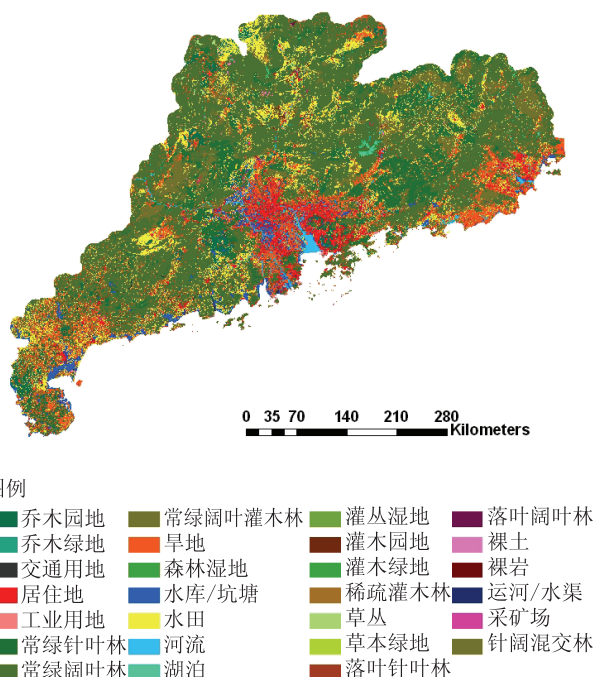 0 35 70 140 210 280
Kilometers
图例
乔木园地 常绿阔叶灌木林 灌丛湿地 落叶阔叶林
乔木绿地 旱地 灌木园地 裸土
交通用地 森林湿地 灌木绿地 裸岩
居住地 水库/坑塘 稀疏灌木林 运河/水渠
工业用地 水田 草丛 采矿场
常绿针叶林 河流 草本绿地 针阔混交林
常绿阔叶林 湖泊 落叶针叶林